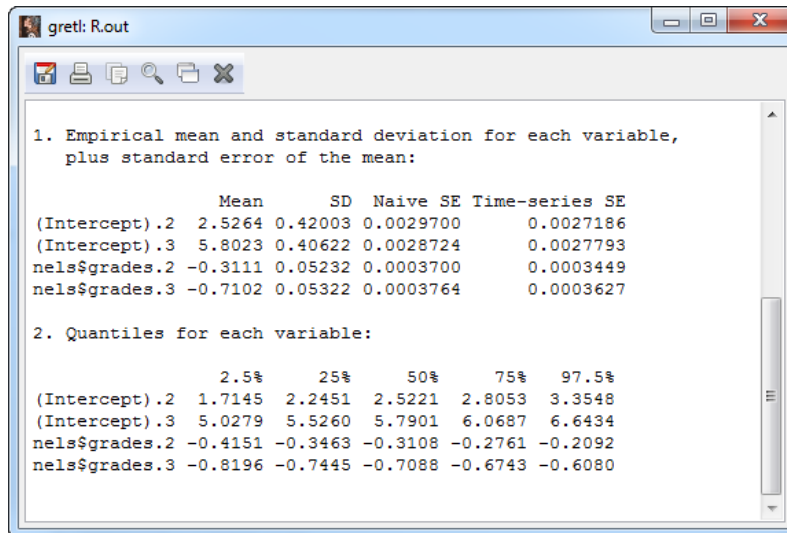 gretl: R.out
1. Empirical mean and standard deviation for each variable,
plus standard error of the mean:
Mean SD Naive SE Time-series SE
(Intercept).2 2.5264 0.42003 0.0029700 0.0027186
(Intercept).3 5.8023 0.40622 0.0028724 0.0027793
nels$grades.2 -0.3111 0.05232 0.0003700 0.0003449
nels$grades.3 -0.7102 0.05322 0.0003764 0.0003627
2. Quantiles for each variable:
2.5% 25% 50% 75% 97.5%
(Intercept).2 1.7145 2.2451 2.5221 2.8053 3.3548
(Intercept).3 5.0279 5.5260 5.7901 6.0687 6.6434
nels$grades.2 -0.4151 -0.3463 -0.3108 -0.2761 -0.2092
nels$grades.3 -0.8196 -0.7445 -0.7088 -0.6743 -0.6080